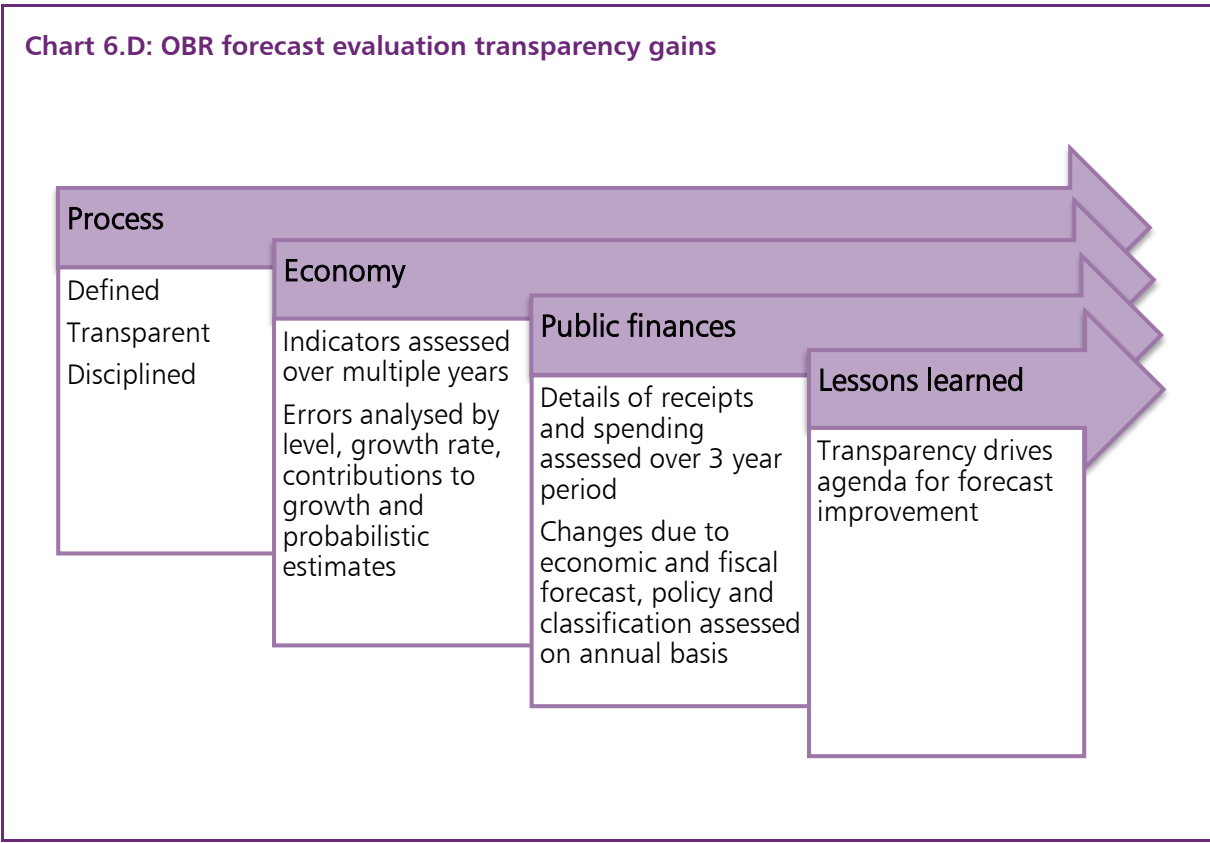 Chart 6.D: OBR forecast evaluation transparency gains
Process
Defined
Transparent
Disciplined
Economy
Indicators assessed
over multiple years
Errors analysed by
level, growth rate,
contributions to
growth and
probabilistic
estimates
Public finances
Details of receipts
and spending
assessed over 3 year
period
Changes due to
economic and fiscal
forecast, policy and
classification assessed
on annual basis
Lessons learned
Transparency drives
agenda for forecast
improvement